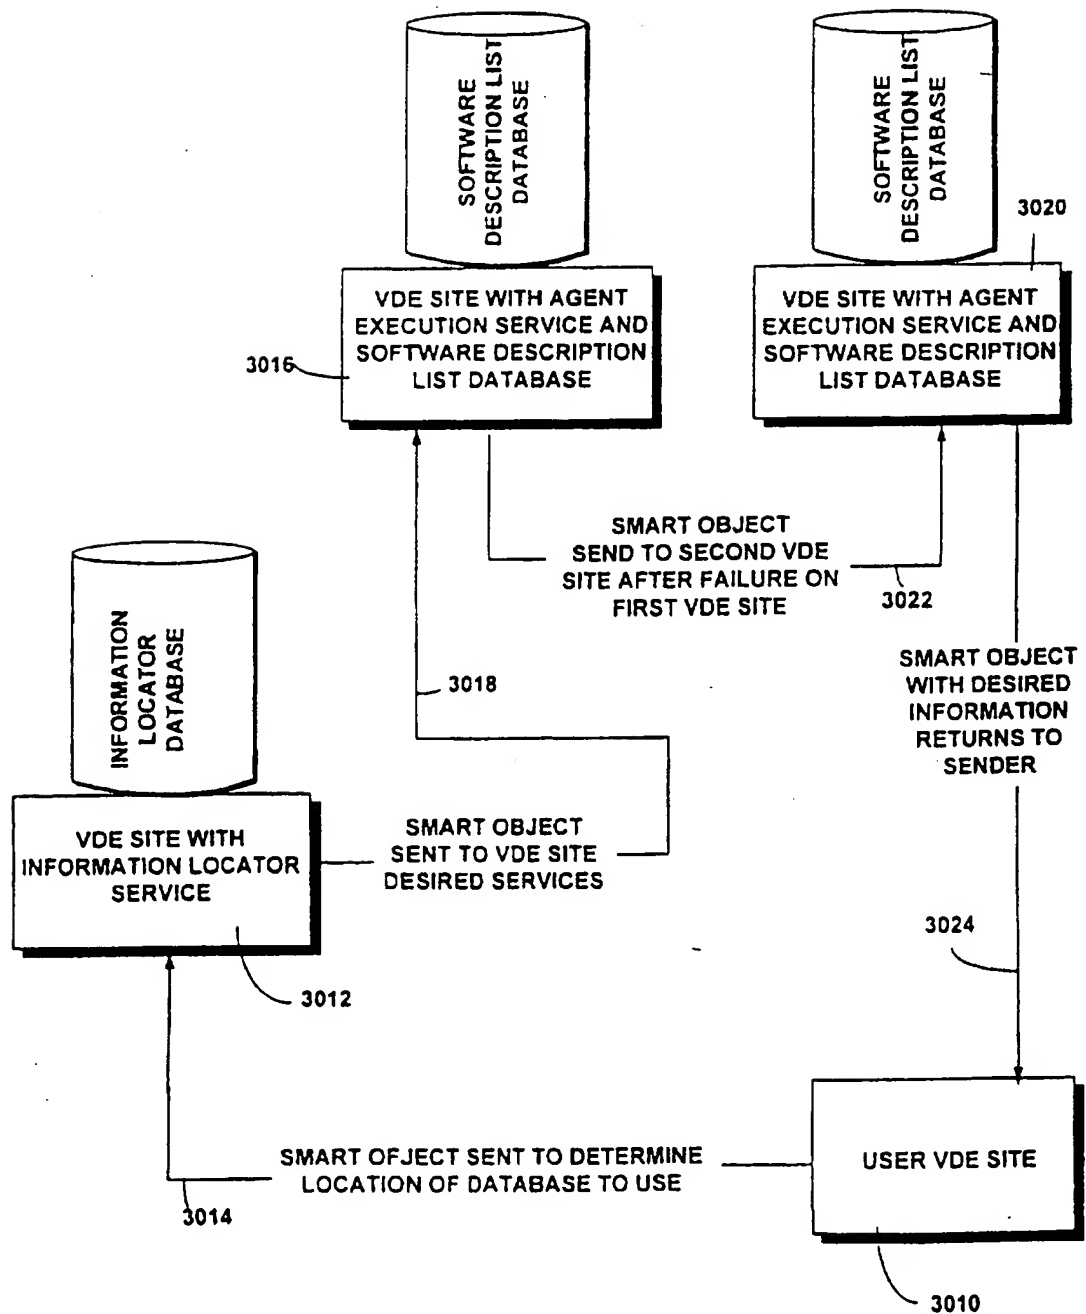 SOFTWARE
DESCRIPTION LIST
DATABASE
SOFTWARE
DESCRIPTION LIST
DATABASE
3020
VDE SITE WITH AGENT
EXECUTION SERVICE AND
SOFTWARE DESCRIPTION
LIST DATABASE
3016
VDE SITE WITH AGENT
EXECUTION SERVICE AND
SOFTWARE DESCRIPTION
LIST DATABASE
SMART OBJECT
SEND TO SECOND VDE
SITE AFTER FAILURE ON
FIRST VDE SITE
3022
INFORMATION
LOCATOR
DATABASE
3018
SMART OBJECT
WITH DESIRED
INFORMATION
RETURNS TO
SENDER
VDE SITE WITH
INFORMATION LOCATOR
SERVICE
SMART OBJECT
SENT TO VDE SITE
DESIRED SERVICES
3012
3024
SMART OFJECT SENT TO DETERMINE
LOCATION OF DATABASE TO USE
3014
USER VDE SITE
3010